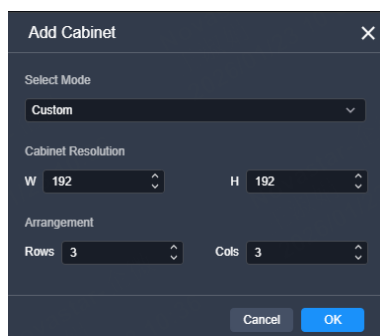 Add Cabinet
Select Mode
Custom
Cabinet Resolution
W 192 H 192
Arrangement
Rows 3 Cols 3
Cancel OK